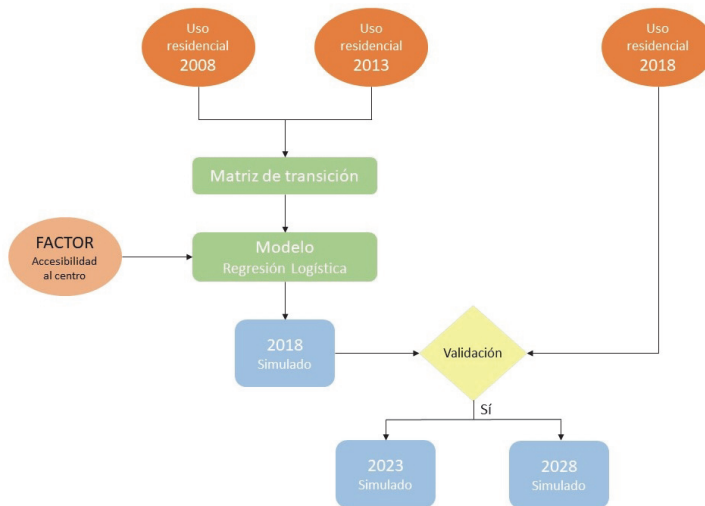 Uso
residencial
2008
Uso
residencial
2013
Uso
residencial
2018
Matriz de transición
FACTOR
Accesibilidad
al centro
Modelo
Regresión Logística
2018
Simulado
Validación
Sí
2023
Simulado
2028
Simulado